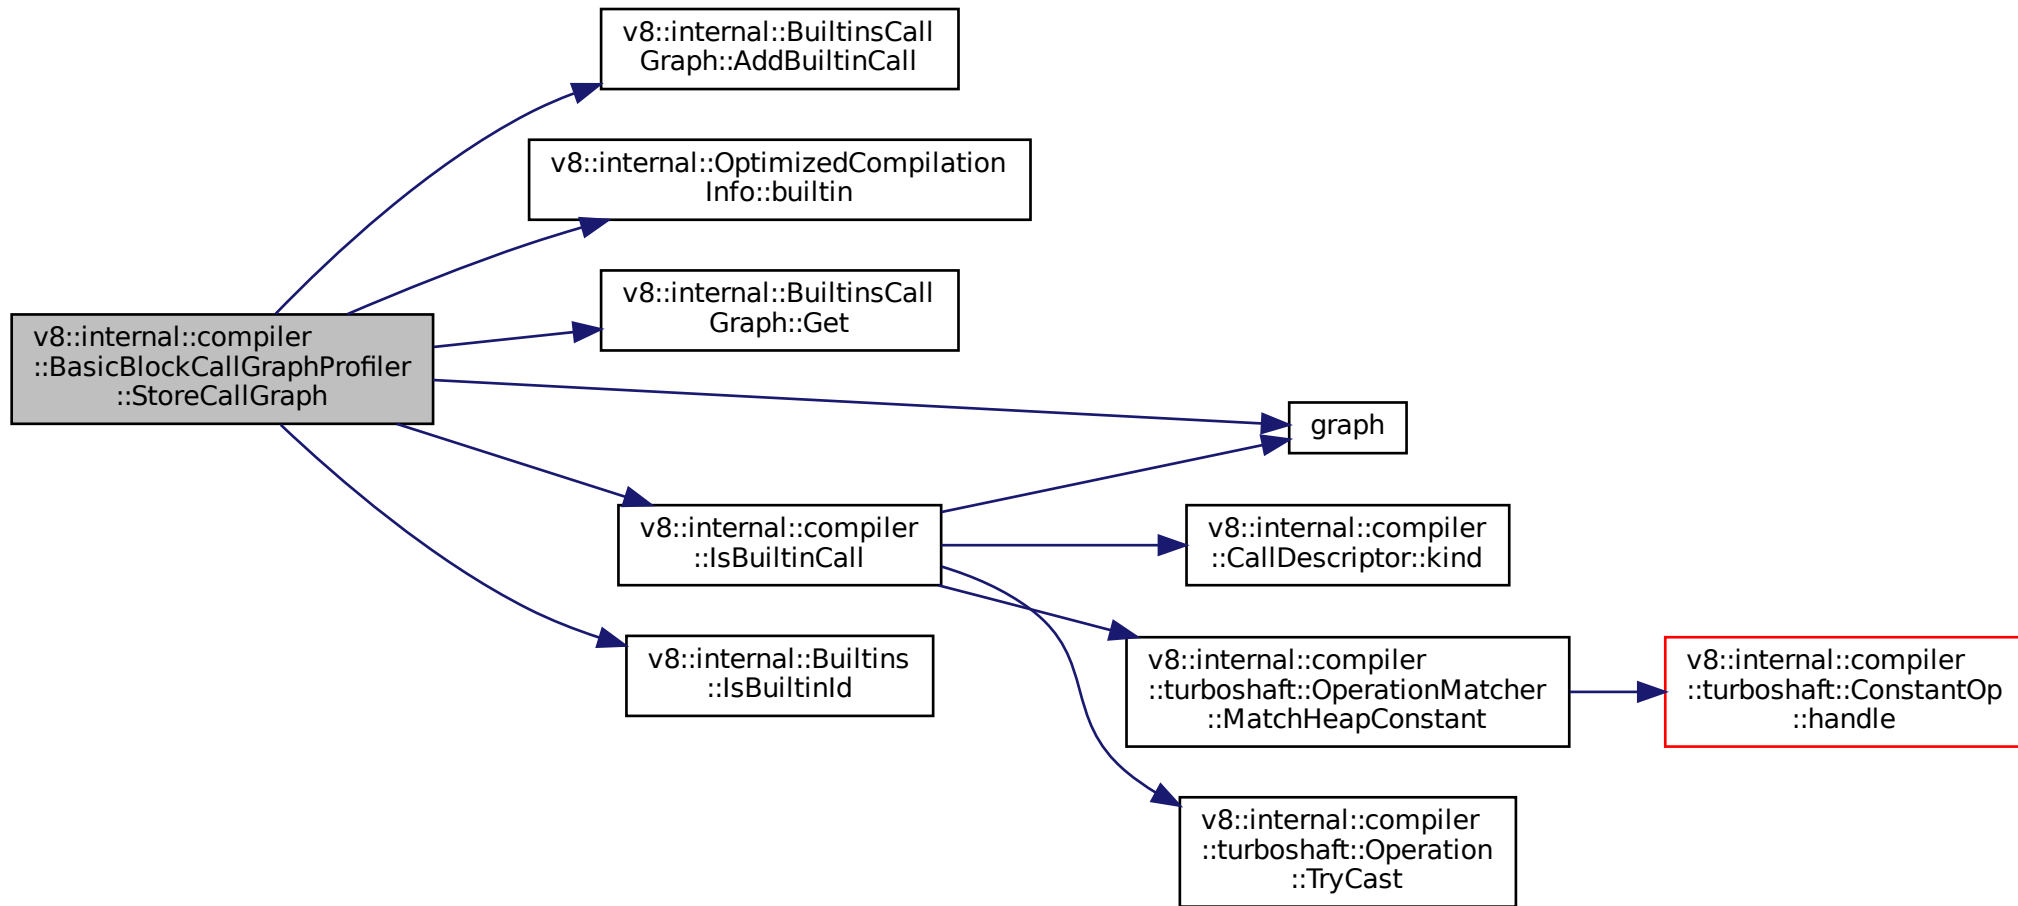 v8::internal::BuiltinsCall
Graph::AddBuiltinCall
v8::internal::OptimizedCompilation
Info::builtin
v8::internal::BuiltinsCall
Graph::Get
v8::internal::compiler
::BasicBlockCallGraphProfiler
::StoreCallGraph
graph
v8::internal::compiler
::IsBuiltinCall
v8::internal::compiler
::CallDescriptor::kind
v8::internal::Builtins
::IsBuiltinId
v8::internal::compiler
::turboshaft::OperationMatcher
::MatchHeapConstant
v8::internal::compiler
::turboshaft::ConstantOp
::handle
v8::internal::compiler
::turboshaft::Operation
::TryCast